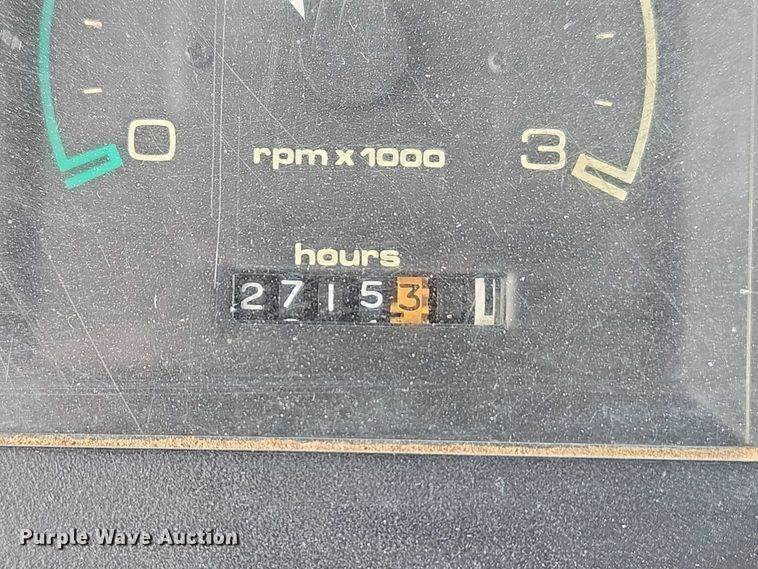 0 rpm x 1000 3
hours
27153
Purple Wave Auction